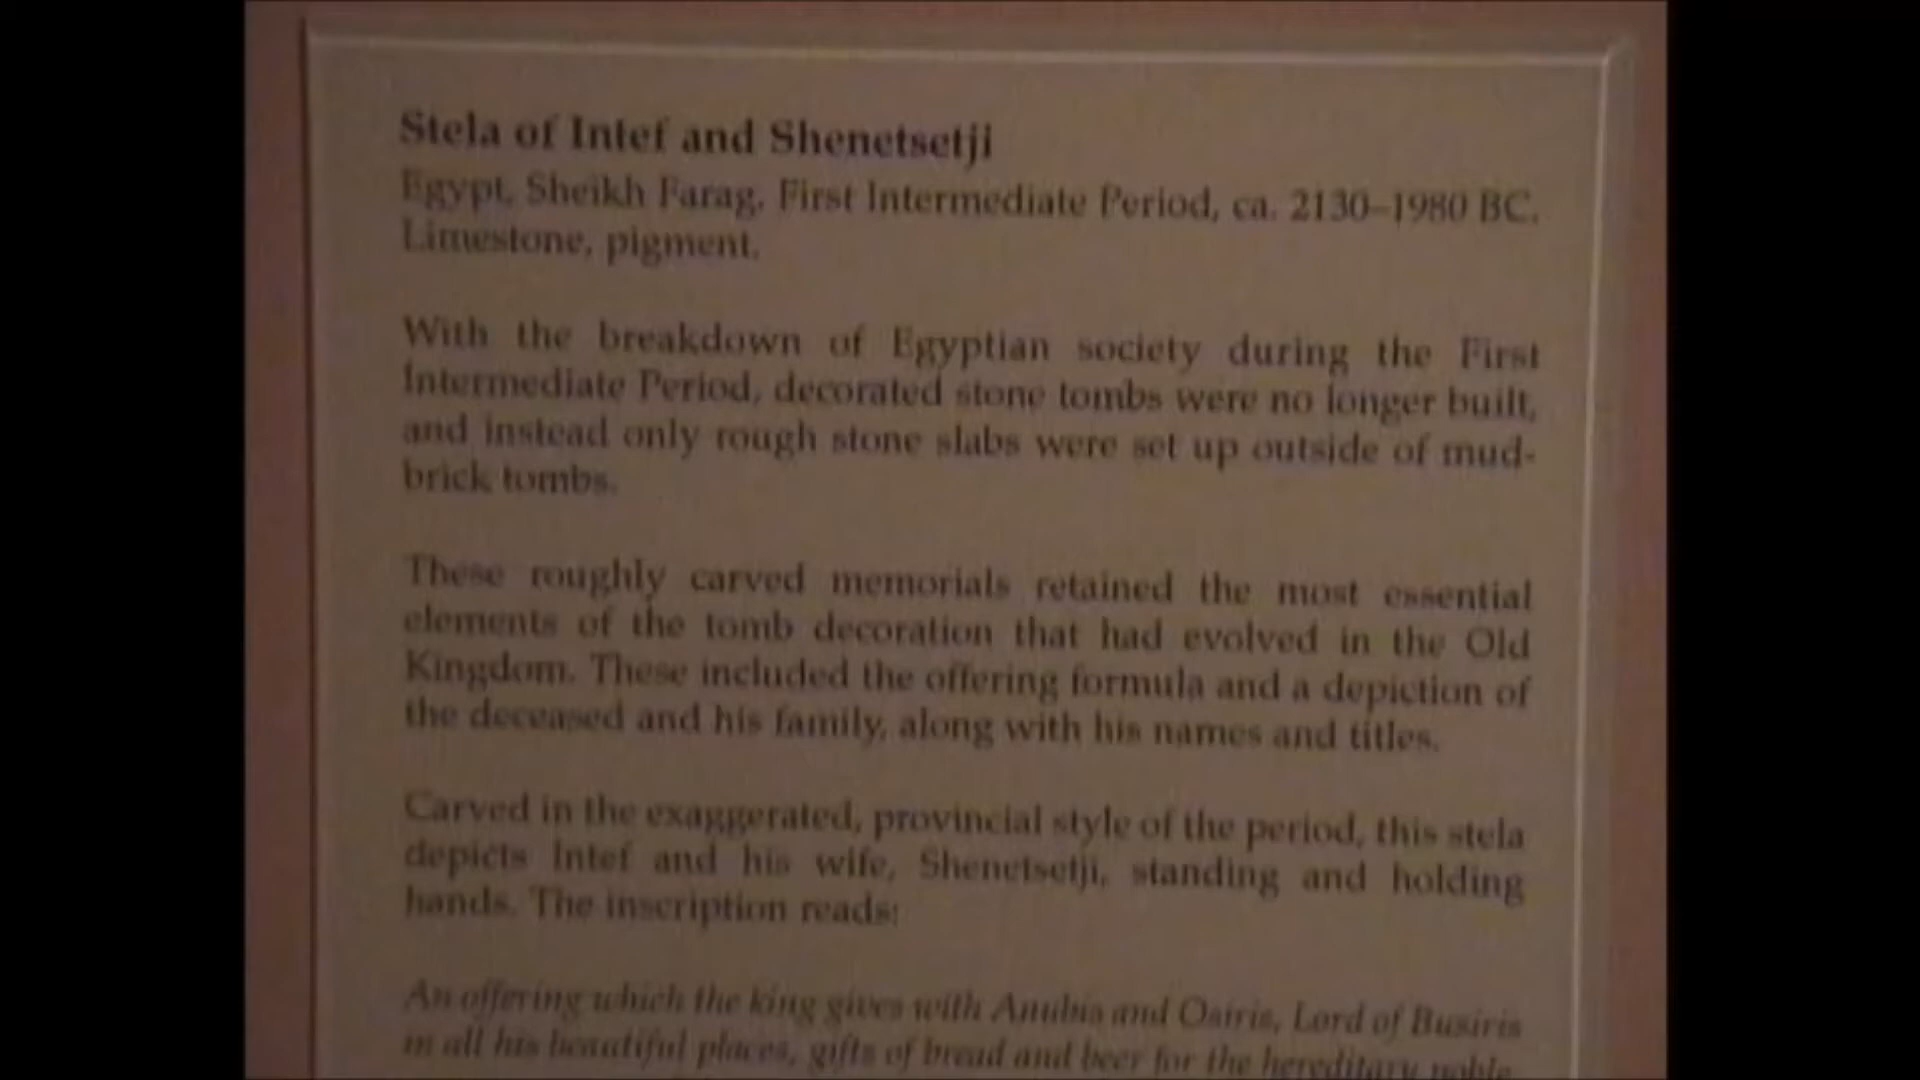 Stela of Intef and Shenetsetji
Egypt, Sheikh Farag. First Intermediate Period, ca. 2130–1980 BC.
Limestone, pigment.
With the breakdown of Egyptian society during the First
Intermediate Period, decorated stone tombs were no longer built,
and instead only rough stone slabs were set up outside of mud-
brick tombs.
These roughly carved memorials retained the most essential
elements of the tomb decoration that had evolved in the Old
Kingdom. These included the offering formula and a depiction of
the deceased and his family, along with his names and titles.
Carved in the exaggerated, provincial style of the period, this stela
depicts Intef and his wife, Shenetsetji, standing and holding
hands. The inscription reads:
An offering which the king gives with Anubis and Osiris, Lord of Busiris
in all his beautiful places, gifts of bread and beer for the hereditary noble,